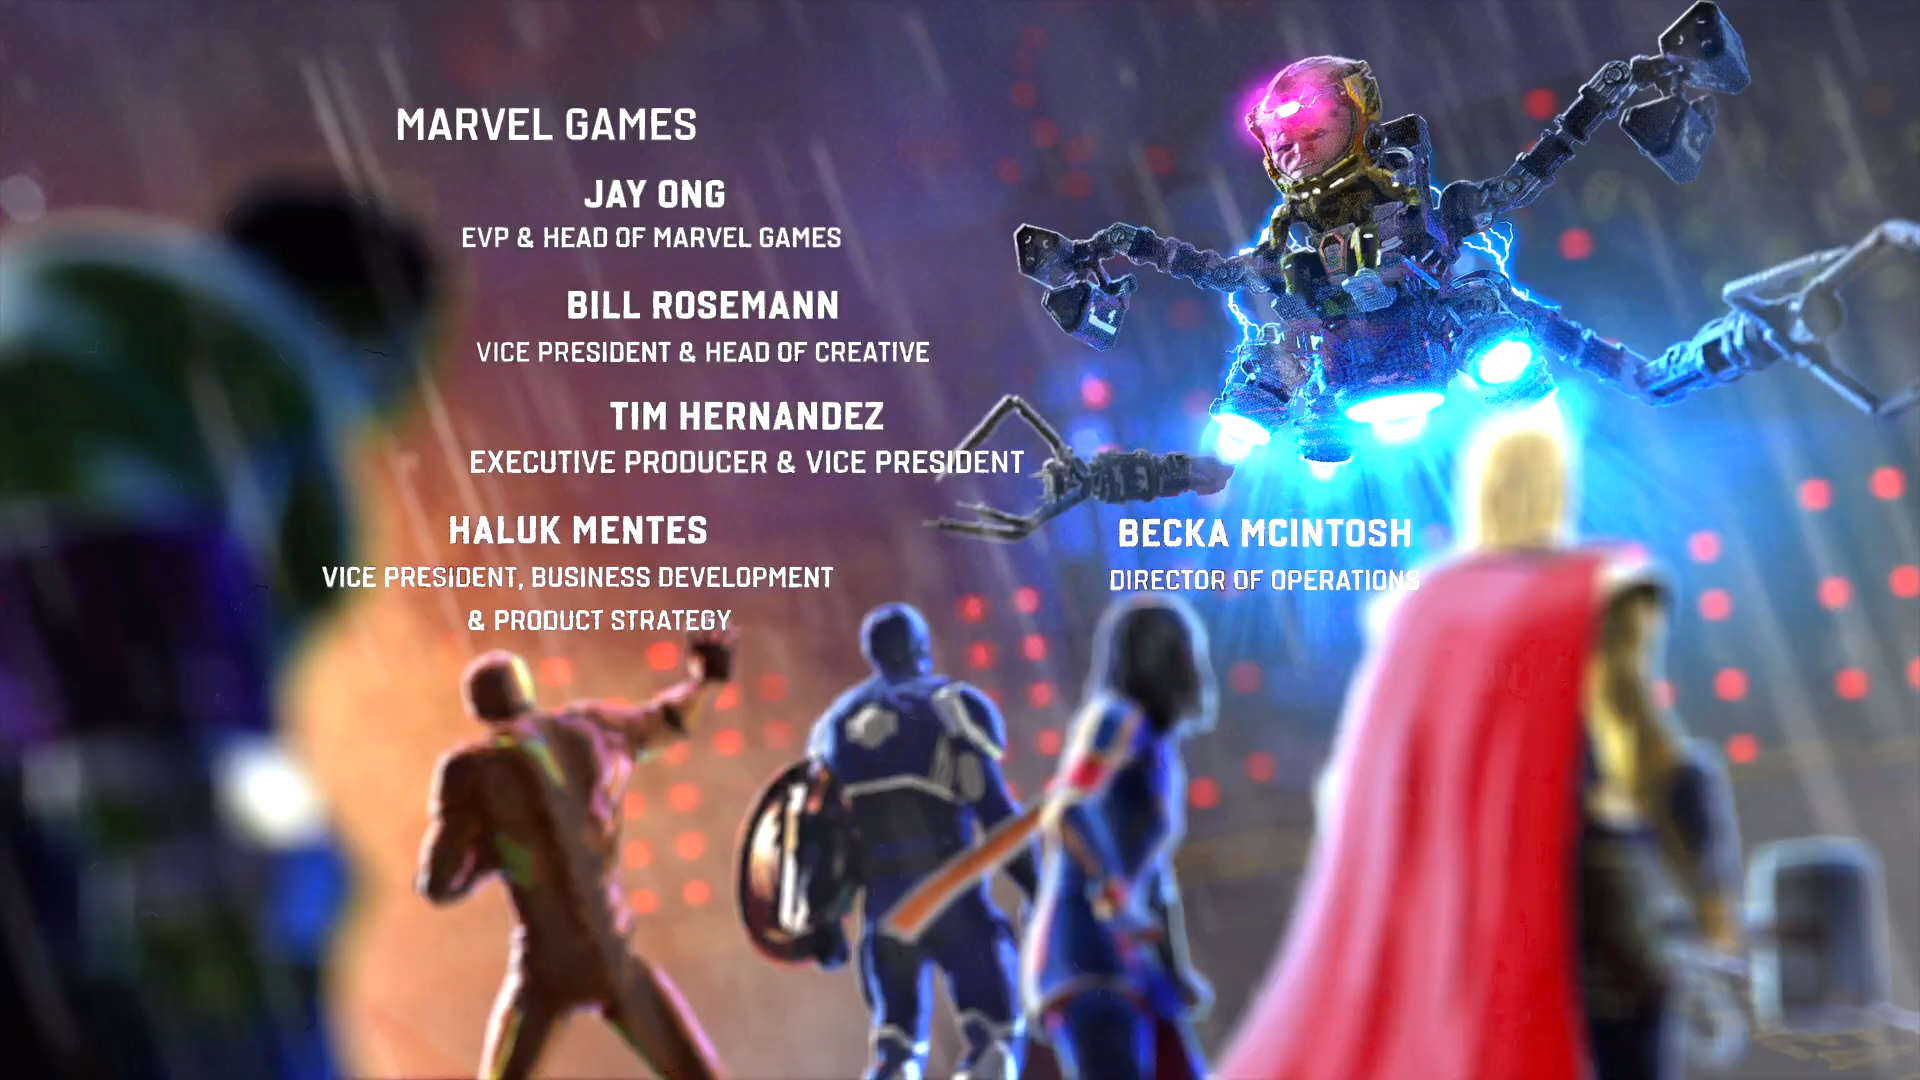 MARVEL GAMES
JAY ONG
EVP & HEAD OF MARVEL GAMES
BILL ROSEMANN
VICE PRESIDENT & HEAD OF CREATIVE
TIM HERNANDEZ
EXECUTIVE PRODUCER & VICE PRESIDENT
HALUK MENTES
VICE PRESIDENT, BUSINESS DEVELOPMENT
& PRODUCT STRATEGY
BECKA MCINTOSH
DIRECTOR OF OPERATIONS